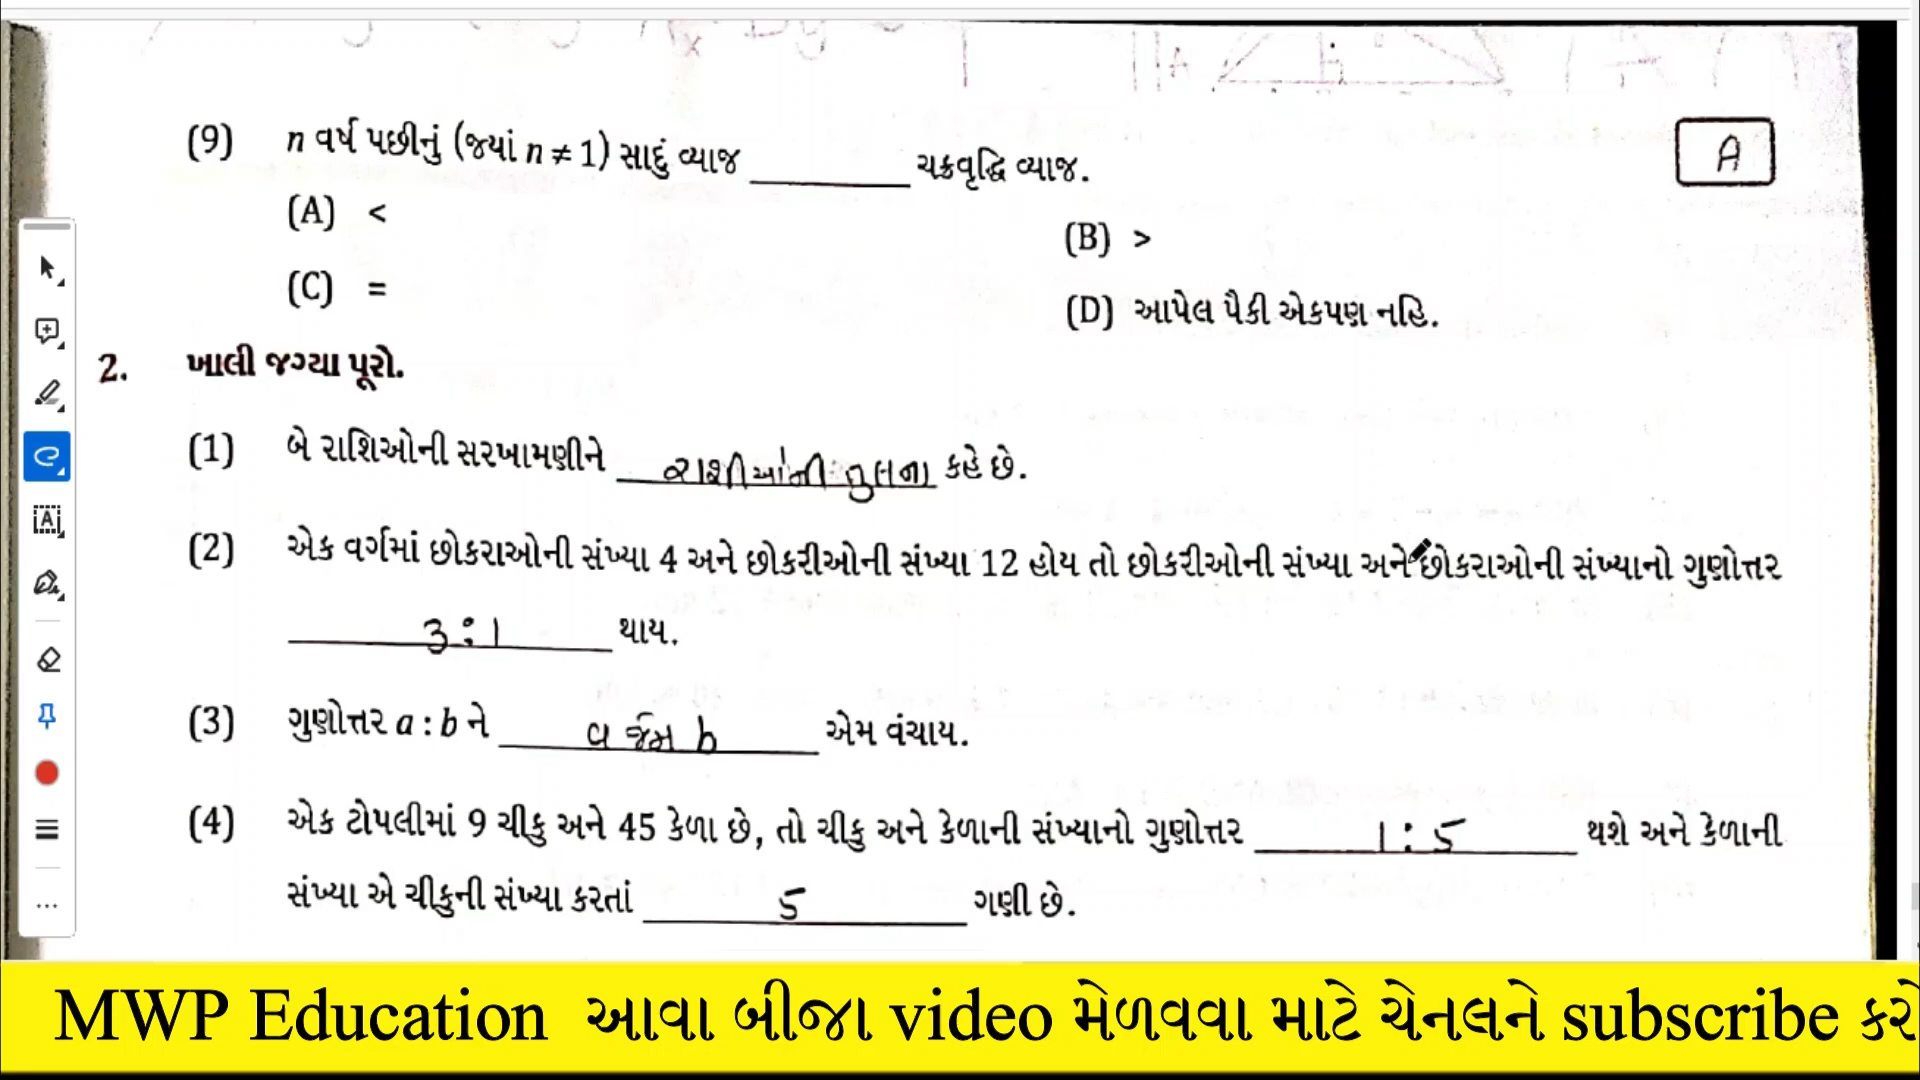 (9) n વર્ષ પછીનું (જ્યાં n ≠ 1) સાદું વ્યાજ ________ ચક્રવૃદ્ધિ વ્યાજ. A
(A) < (B) >
(C) = (D) આપેલ પૈકી એકપણ નહિ.
2. ખાલી જગ્યા પૂરો.
(1) બે રાશિઓની સરખામણીને રાશીઓની તુલના કહે છે.
(2) એક વર્ગમાં છોકરાઓની સંખ્યા 4 અને છોકરીઓની સંખ્યા 12 હોય તો છોકરીઓની સંખ્યા અને છોકરાઓની સંખ્યાનો ગુણોત્તર
3:1 થાય.
(3) ગુણોત્તર a : b ને જેમ b એમ વંચાય.
(4) એક ટોપલીમાં 9 ચીકુ અને 45 કેળા છે, તો ચીકુ અને કેળાની સંખ્યાનો ગુણોત્તર 1:5 થશે અને કેળાની
સંખ્યા એ ચીકુની સંખ્યા કરતાં 5 ગણી છે.
MWP Education આવા બીજા video મેળવવા માટે ચેનલને subscribe કરો